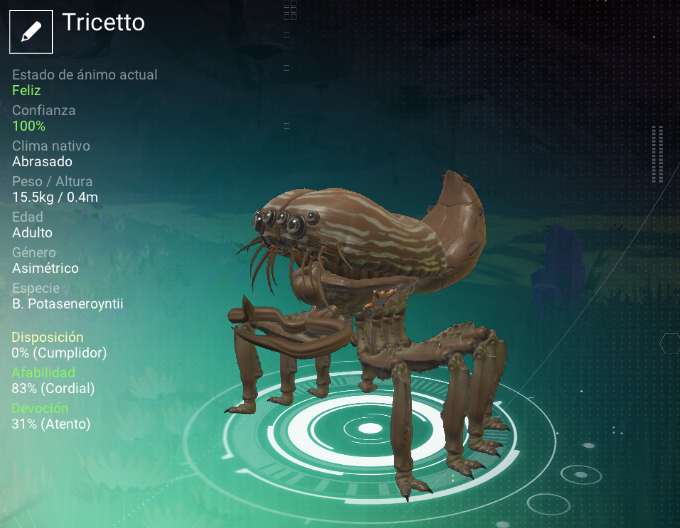 Tricetto
Estado de ánimo actual
Feliz
Confianza
100%
Clima nativo
Abrasado
Peso / Altura
15.5kg / 0.4m
Edad
Adulto
Género
Asimétrico
Especie
B. Potaseneroyntii
Disposición
0% (Cumplidor)
Afabilidad
83% (Cordial)
Devoción
31% (Atento)